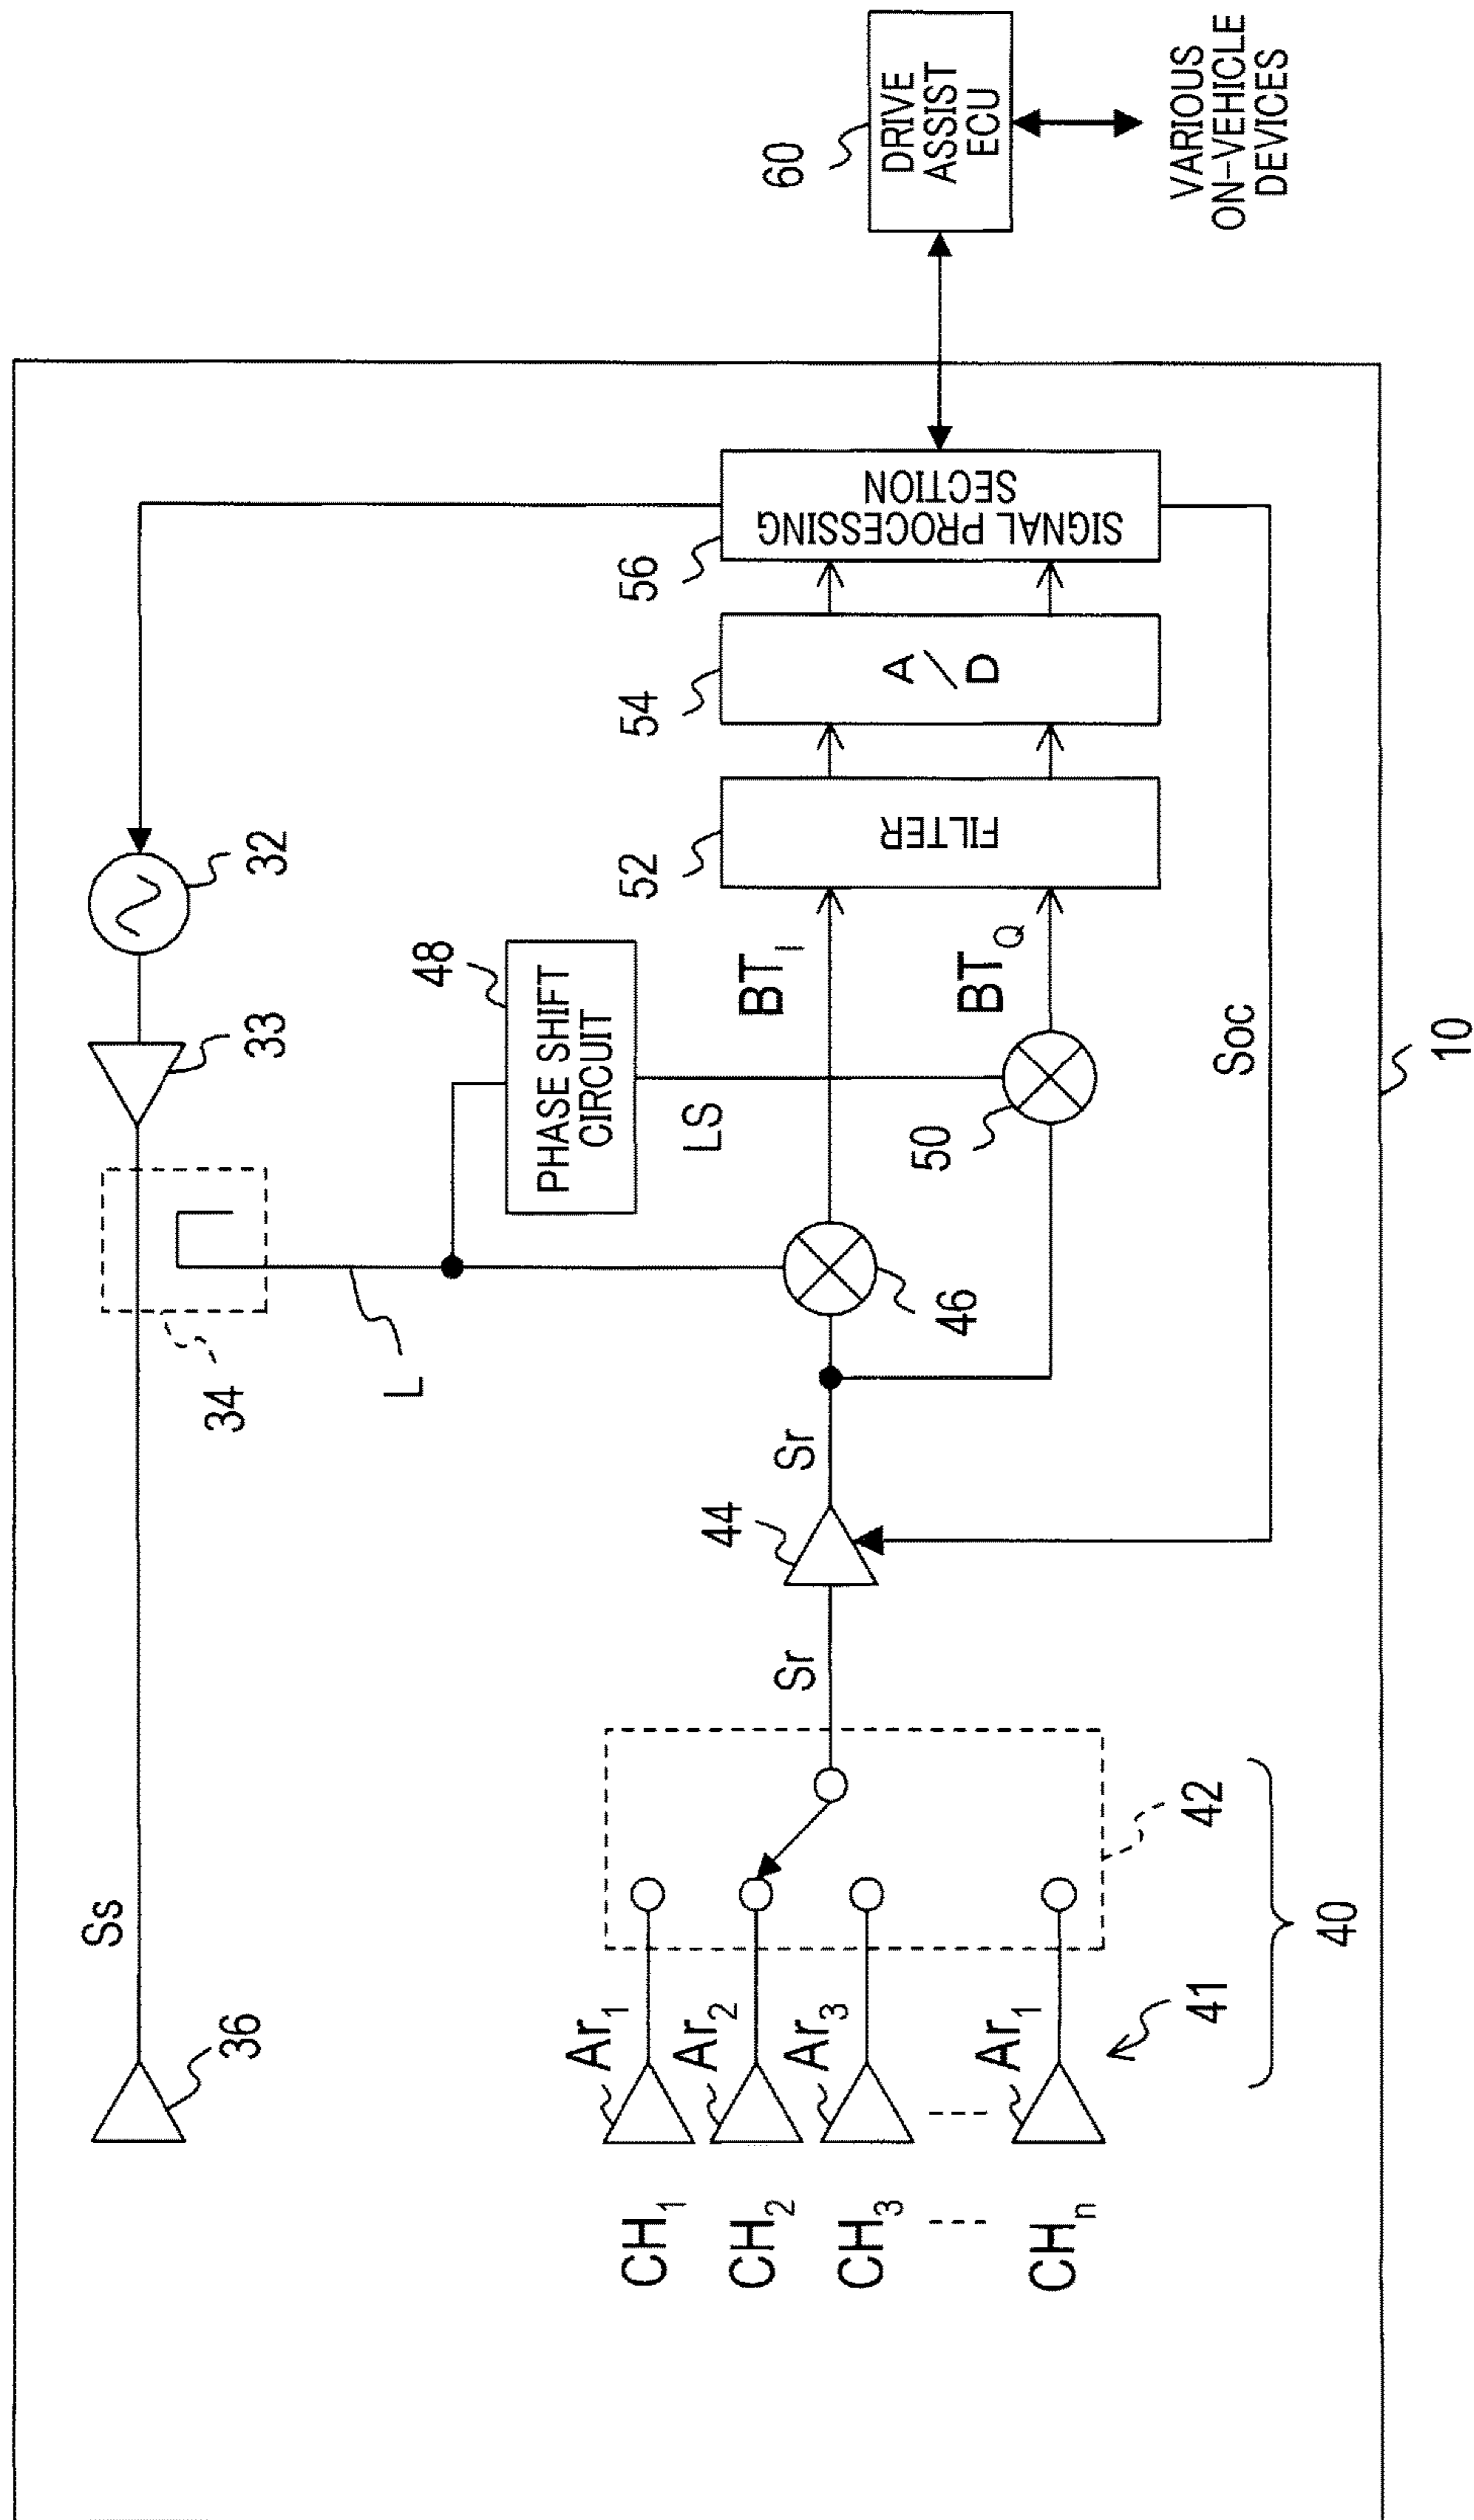 Ss
36
34
33
32
L
48
PHASE SHIFT
CIRCUIT
LS
CH1
CH2
CH3
CHn
Ar1
Ar2
Ar3
Ar1
41
42
40
Sr
44
Sr
46
50
BTI
BTQ
52
FILTER
54
A/D
56
SIGNAL PROCESSING
SECTION
Soc
10
60
DRIVE
ASSIST
ECU
VARIOUS
ON-VEHICLE
DEVICES